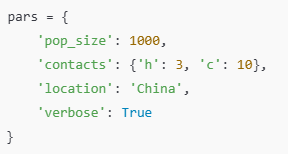 pars = {
    'pop_size': 1000,
    'contacts': {'h': 3, 'c': 10},
    'location': 'China',
    'verbose': True
}